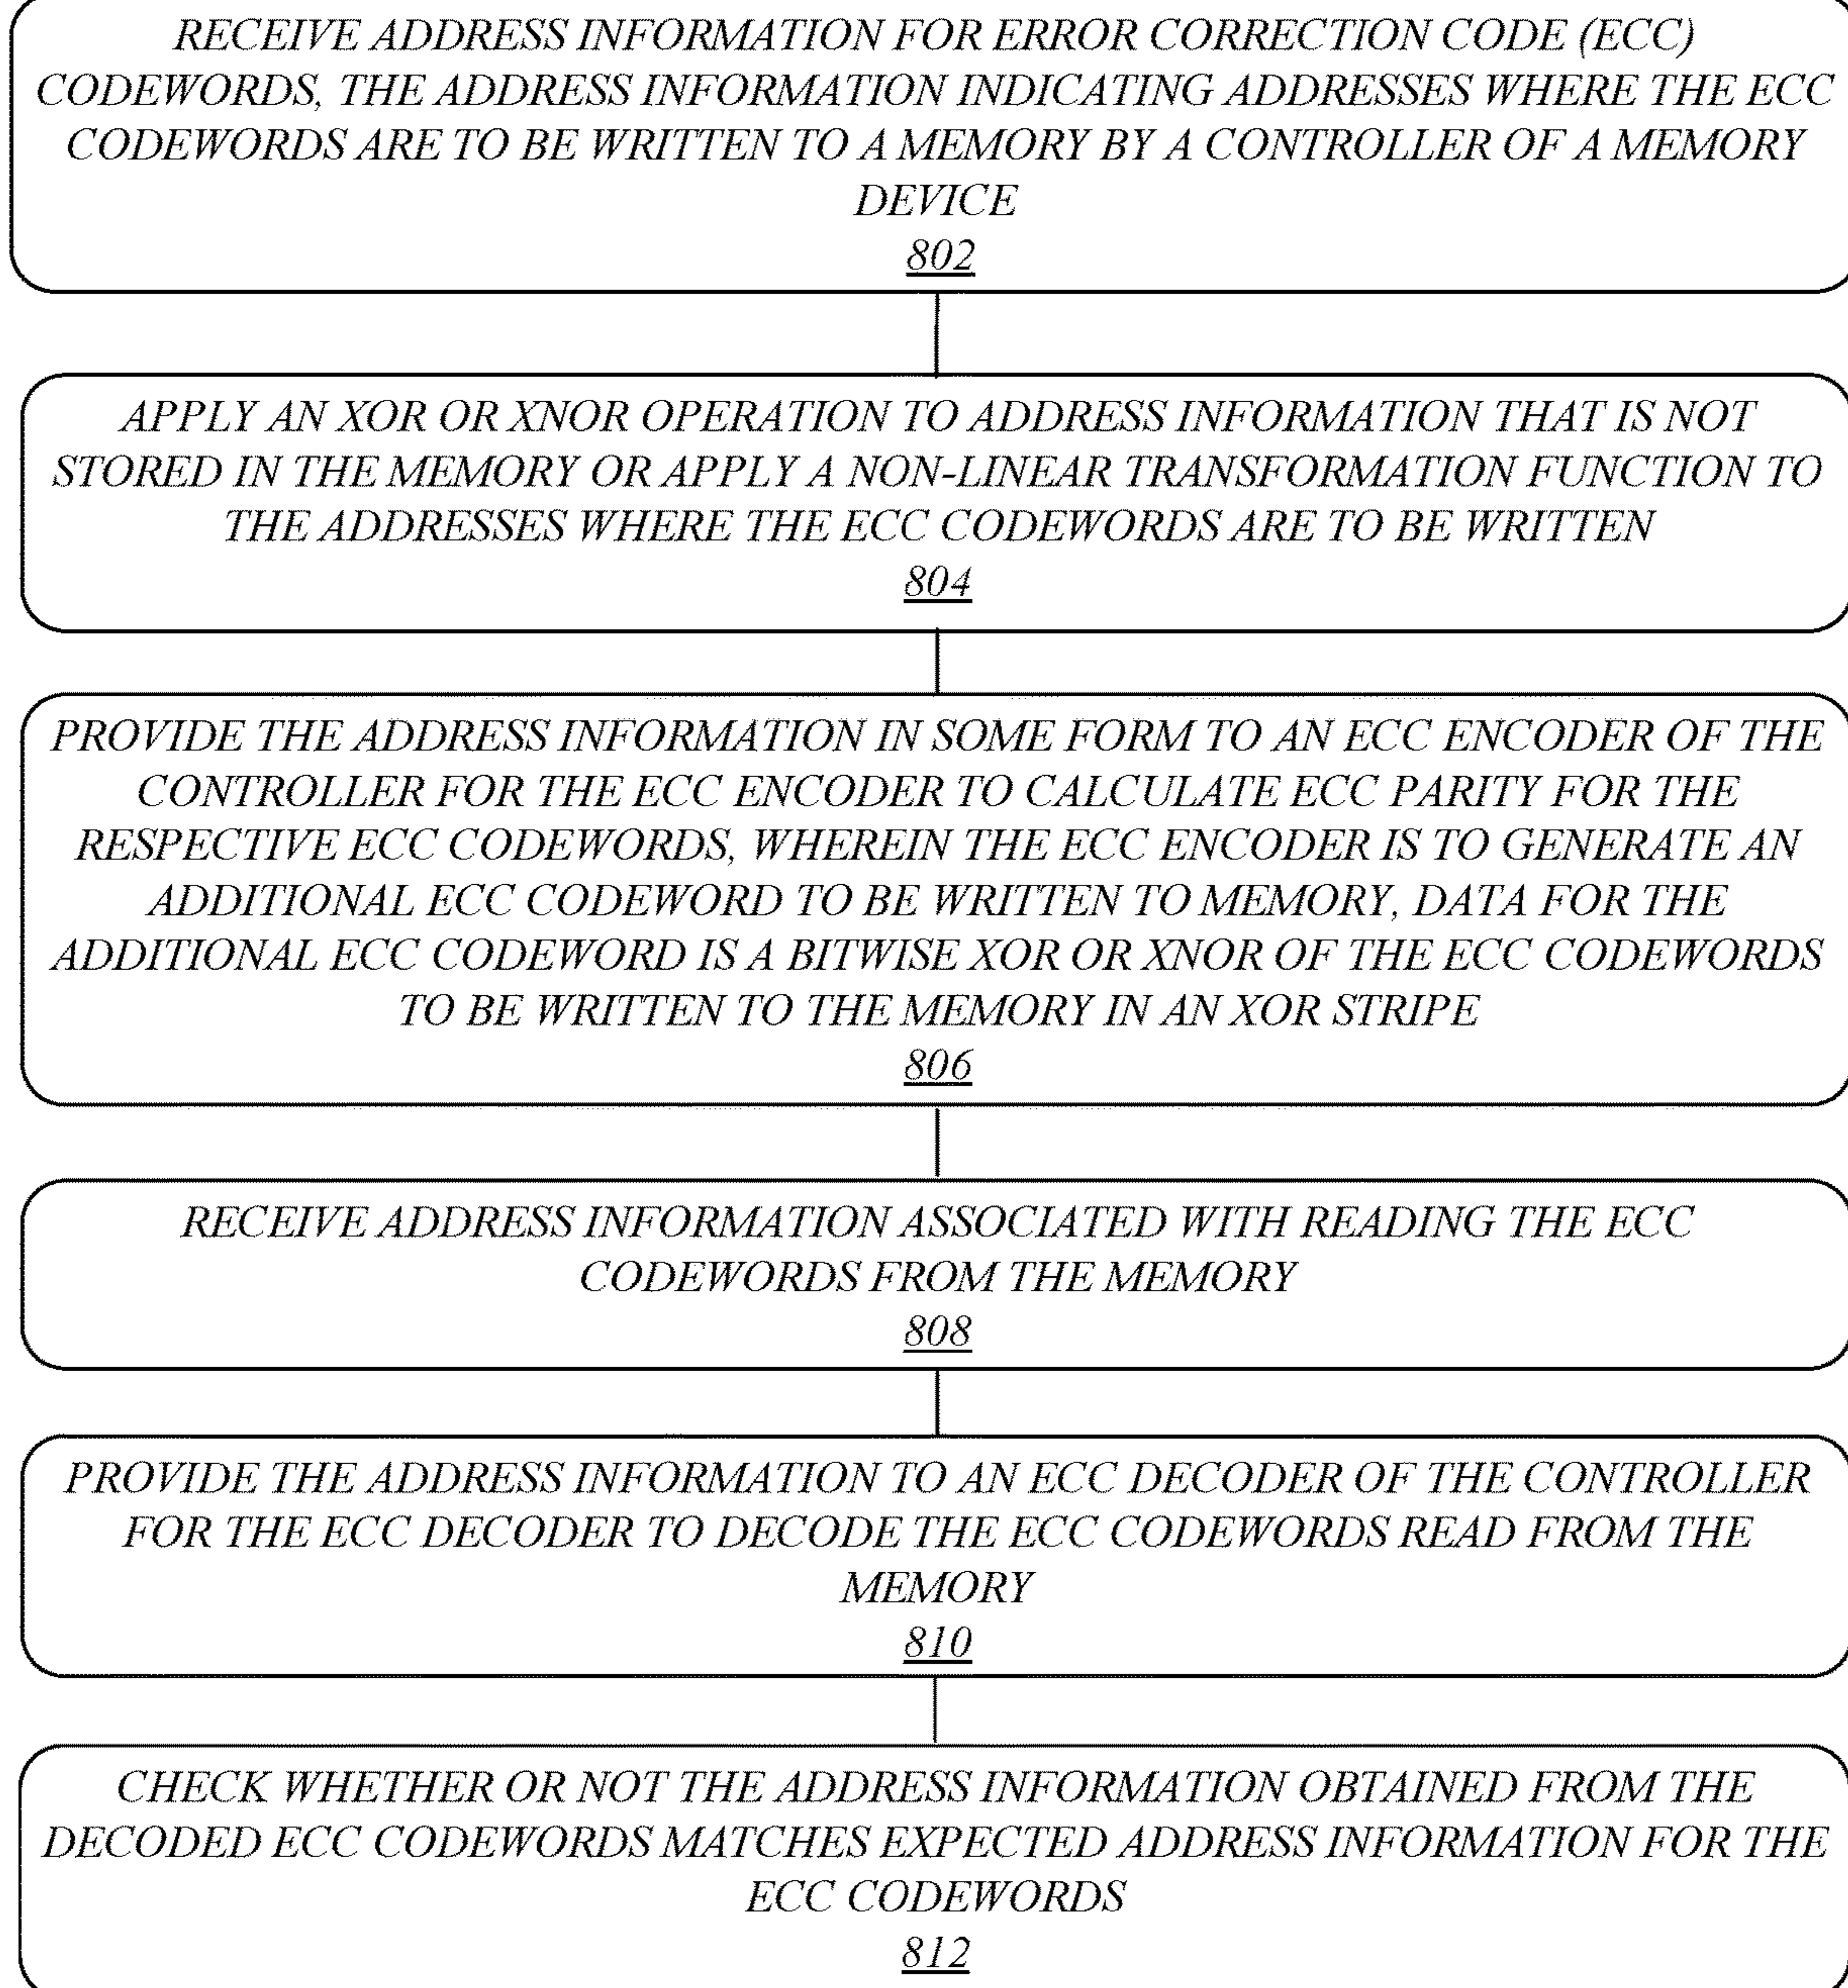 RECEIVE ADDRESS INFORMATION FOR ERROR CORRECTION CODE (ECC)
CODEWORDS, THE ADDRESS INFORMATION INDICATING ADDRESSES WHERE THE ECC
CODEWORDS ARE TO BE WRITTEN TO A MEMORY BY A CONTROLLER OF A MEMORY
DEVICE
802
APPLY AN XOR OR XNOR OPERATION TO ADDRESS INFORMATION THAT IS NOT
STORED IN THE MEMORY OR APPLY A NON-LINEAR TRANSFORMATION FUNCTION TO
THE ADDRESSES WHERE THE ECC CODEWORDS ARE TO BE WRITTEN
804
PROVIDE THE ADDRESS INFORMATION IN SOME FORM TO AN ECC ENCODER OF THE
CONTROLLER FOR THE ECC ENCODER TO CALCULATE ECC PARITY FOR THE
RESPECTIVE ECC CODEWORDS, WHEREIN THE ECC ENCODER IS TO GENERATE AN
ADDITIONAL ECC CODEWORD TO BE WRITTEN TO MEMORY, DATA FOR THE
ADDITIONAL ECC CODEWORD IS A BITWISE XOR OR XNOR OF THE ECC CODEWORDS
TO BE WRITTEN TO THE MEMORY IN AN XOR STRIPE
806
RECEIVE ADDRESS INFORMATION ASSOCIATED WITH READING THE ECC
CODEWORDS FROM THE MEMORY
808
PROVIDE THE ADDRESS INFORMATION TO AN ECC DECODER OF THE CONTROLLER
FOR THE ECC DECODER TO DECODE THE ECC CODEWORDS READ FROM THE
MEMORY
810
CHECK WHETHER OR NOT THE ADDRESS INFORMATION OBTAINED FROM THE
DECODED ECC CODEWORDS MATCHES EXPECTED ADDRESS INFORMATION FOR THE
ECC CODEWORDS
812